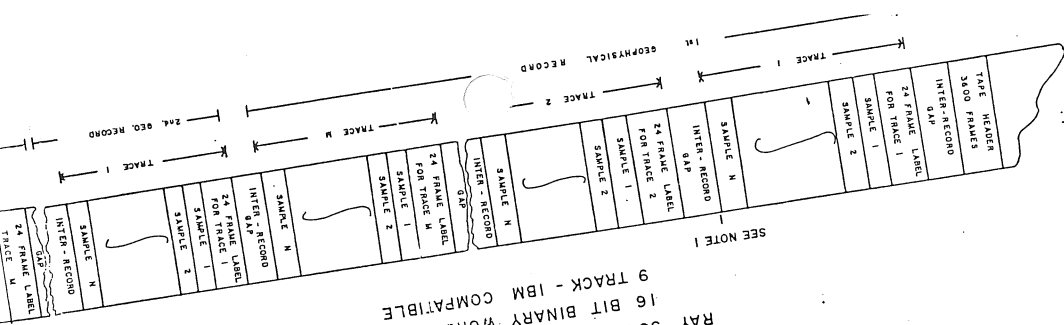 RAY
16 BIT BINARY
9 TRACK - IBM COMPATIBLE
SEE NOTE 1
TAPE HEADER
3600 FRAMES
INTER-RECORD
GAP
24 FRAME LABEL
FOR TRACE 1
SAMPLE 1
SAMPLE 2
SAMPLE N
INTER-RECORD
GAP
24 FRAME LABEL
FOR TRACE 2
SAMPLE 1
SAMPLE 2
SAMPLE N
INTER-RECORD
GAP
24 FRAME LABEL
FOR TRACE M
SAMPLE 1
SAMPLE 2
SAMPLE N
INTER-RECORD
GAP
24 FRAME LABEL
FOR TRACE 1
SAMPLE 1
SAMPLE 2
SAMPLE N
INTER-RECORD
GAP
24 FRAME LABEL
TRACE M
TRACE 1
TRACE 2
TRACE M
TRACE 1
1st GEOPHYSICAL RECORD
2nd. GEO. RECORD